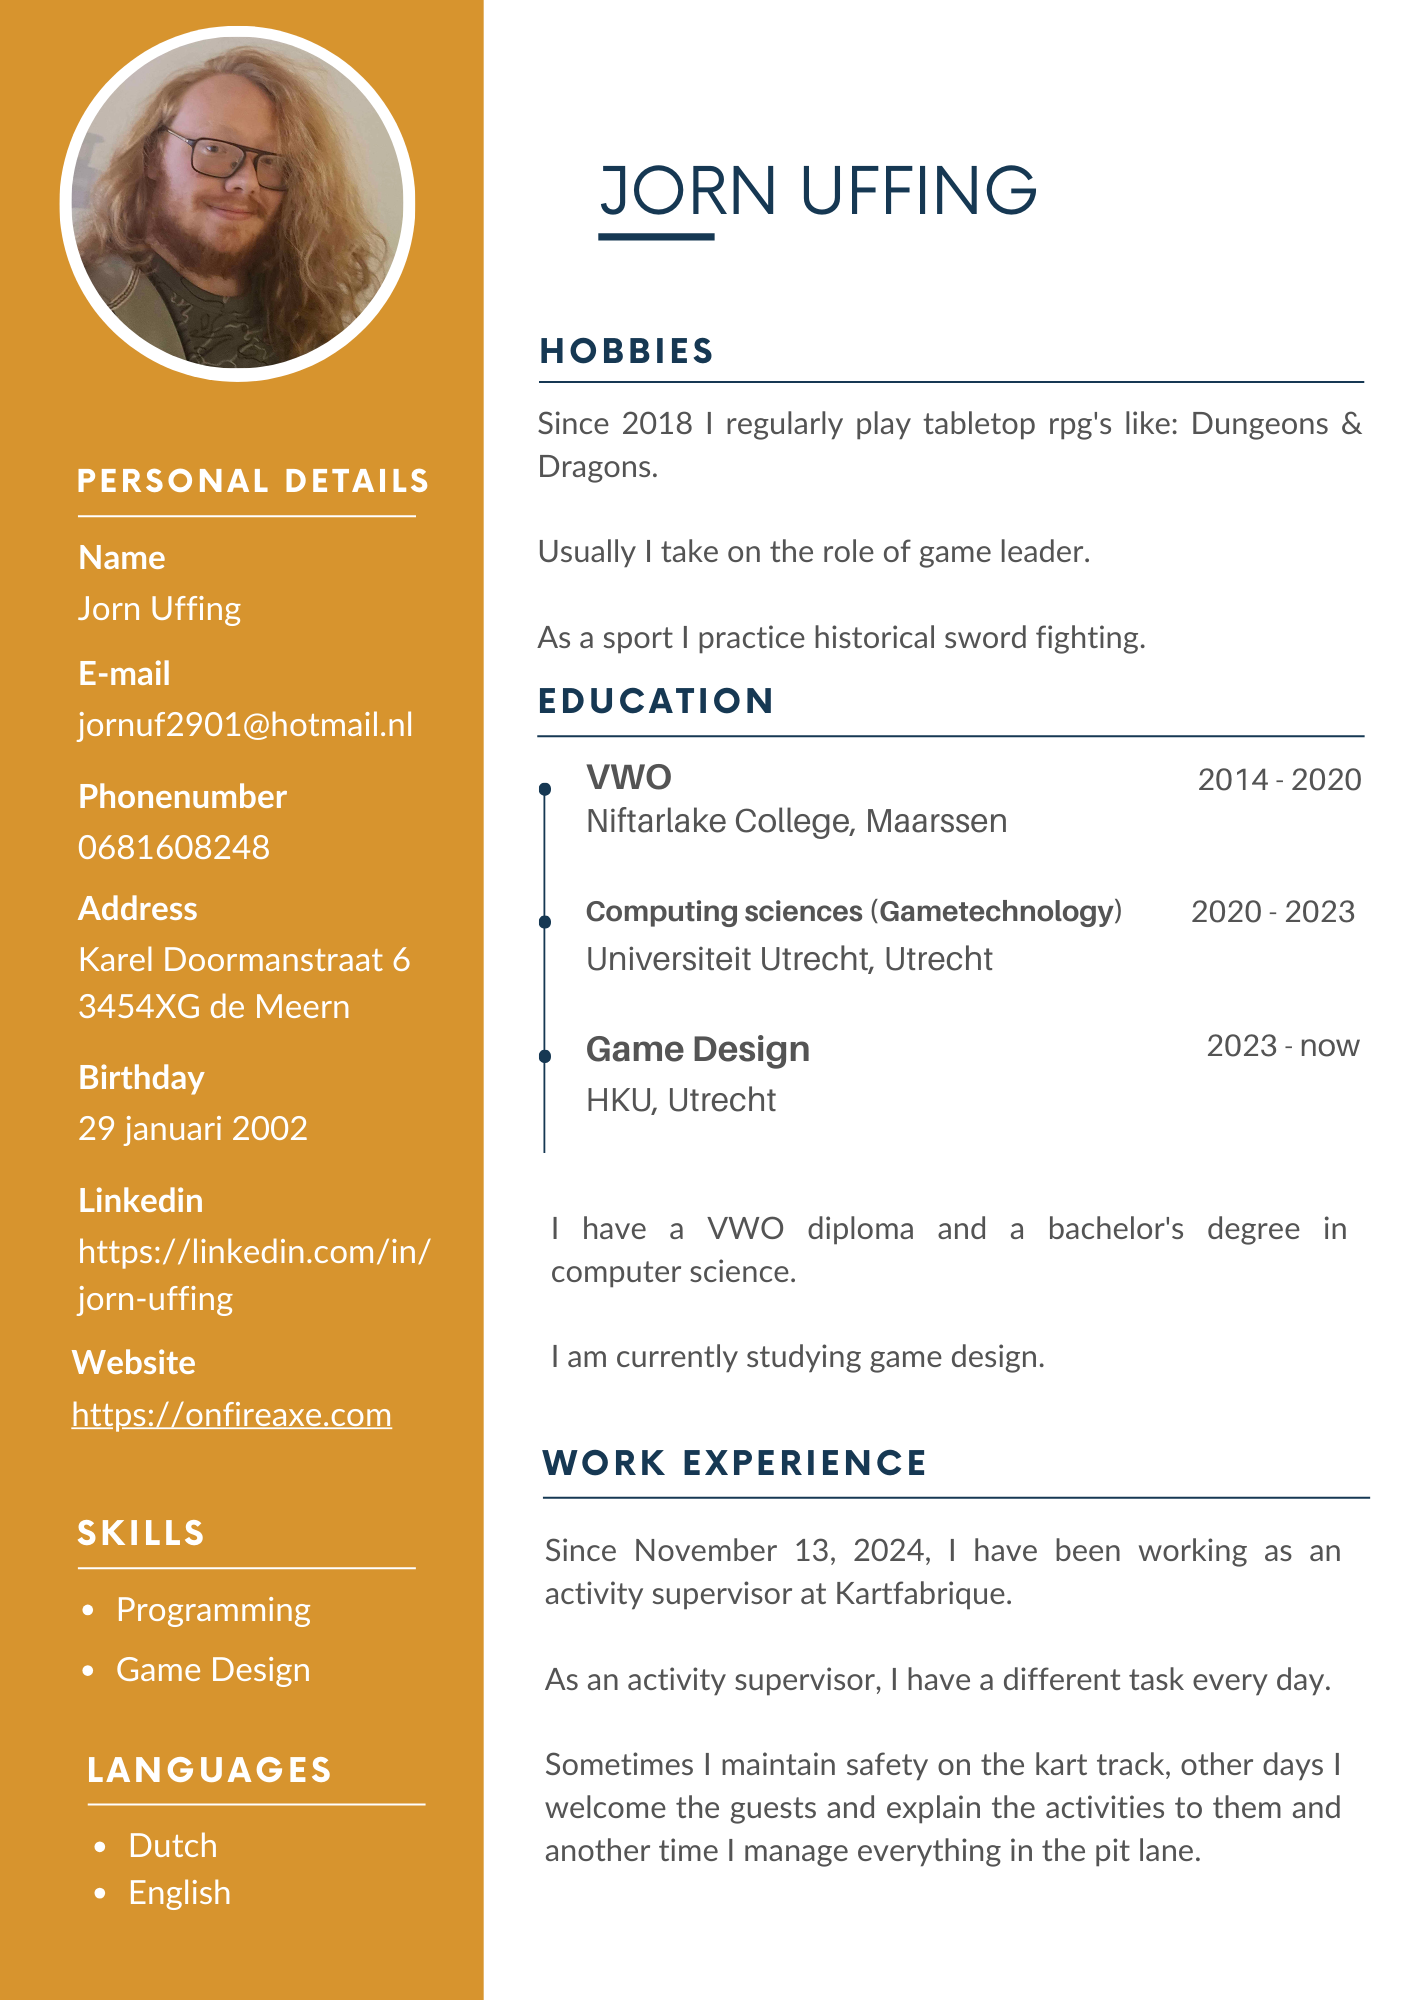 JORN UFFING
PERSONAL DETAILS
Name
Jorn Uffing
E-mail
jornuf2901@hotmail.nl
Phonenumber
0681608248
Address
Karel Doormanstraat 6
3454XG de Meern
Birthday
29 januari 2002
Linkedin
https://linkedin.com/in/
jorn-uffing
Website
https://onfireaxe.com
SKILLS
• Programming
• Game Design
LANGUAGES
• Dutch
• English
HOBBIES
Since 2018 I regularly play tabletop rpg's like: Dungeons &
Dragons.
Usually I take on the role of game leader.
As a sport I practice historical sword fighting.
EDUCATION
VWO 2014 - 2020
Niftarlake College, Maarssen
Computing sciences (Gametechnology) 2020 - 2023
Universiteit Utrecht, Utrecht
Game Design 2023 - now
HKU, Utrecht
I have a VWO diploma and a bachelor's degree in
computer science.
I am currently studying game design.
WORK EXPERIENCE
Since November 13, 2024, I have been working as an
activity supervisor at Kartfabrique.
As an activity supervisor, I have a different task every day.
Sometimes I maintain safety on the kart track, other days I
welcome the guests and explain the activities to them and
another time I manage everything in the pit lane.